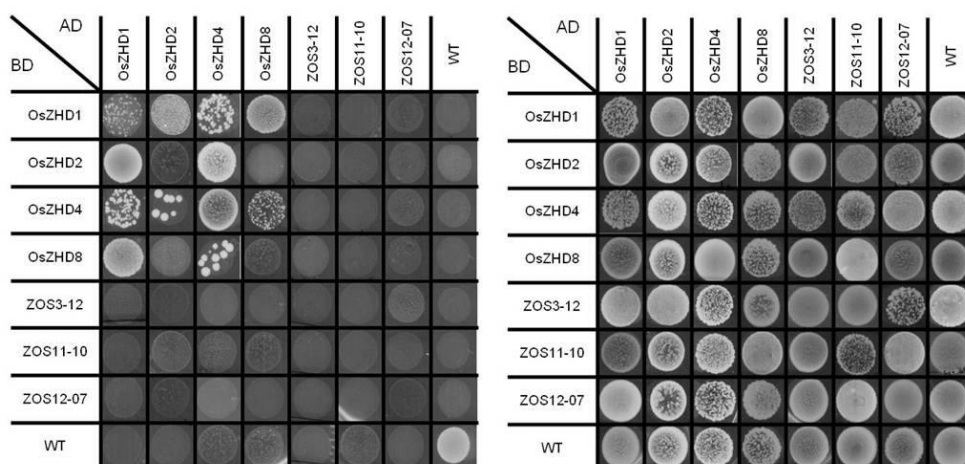 AD
BD
OsZHD1 OsZHD2 OsZHD4 OsZHD8 ZOS3-12 ZOS11-10 ZOS12-07 WT
OsZHD1
OsZHD2
OsZHD4
OsZHD8
ZOS3-12
ZOS11-10
ZOS12-07
WT
AD
BD
OsZHD1 OsZHD2 OsZHD4 OsZHD8 ZOS3-12 ZOS11-10 ZOS12-07 WT
OsZHD1
OsZHD2
OsZHD4
OsZHD8
ZOS3-12
ZOS11-10
ZOS12-07
WT